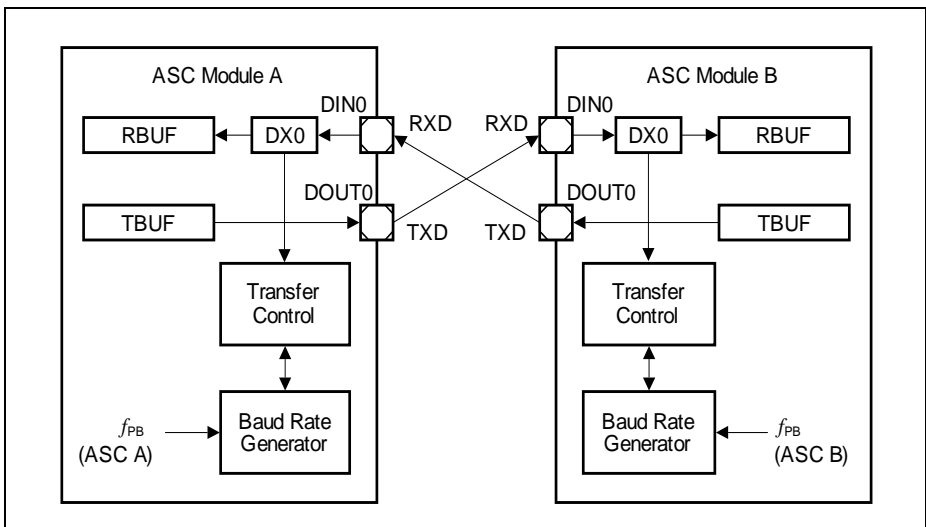 ASC Module A
DIN0
RXD
RBUF
DX0
DOUT0
TBUF
TXD
Transfer
Control
Baud Rate
Generator
fPB
(ASC A)
ASC Module B
RXD
DIN0
DX0
RBUF
DOUT0
TXD
TBUF
Transfer
Control
Baud Rate
Generator
fPB
(ASC B)